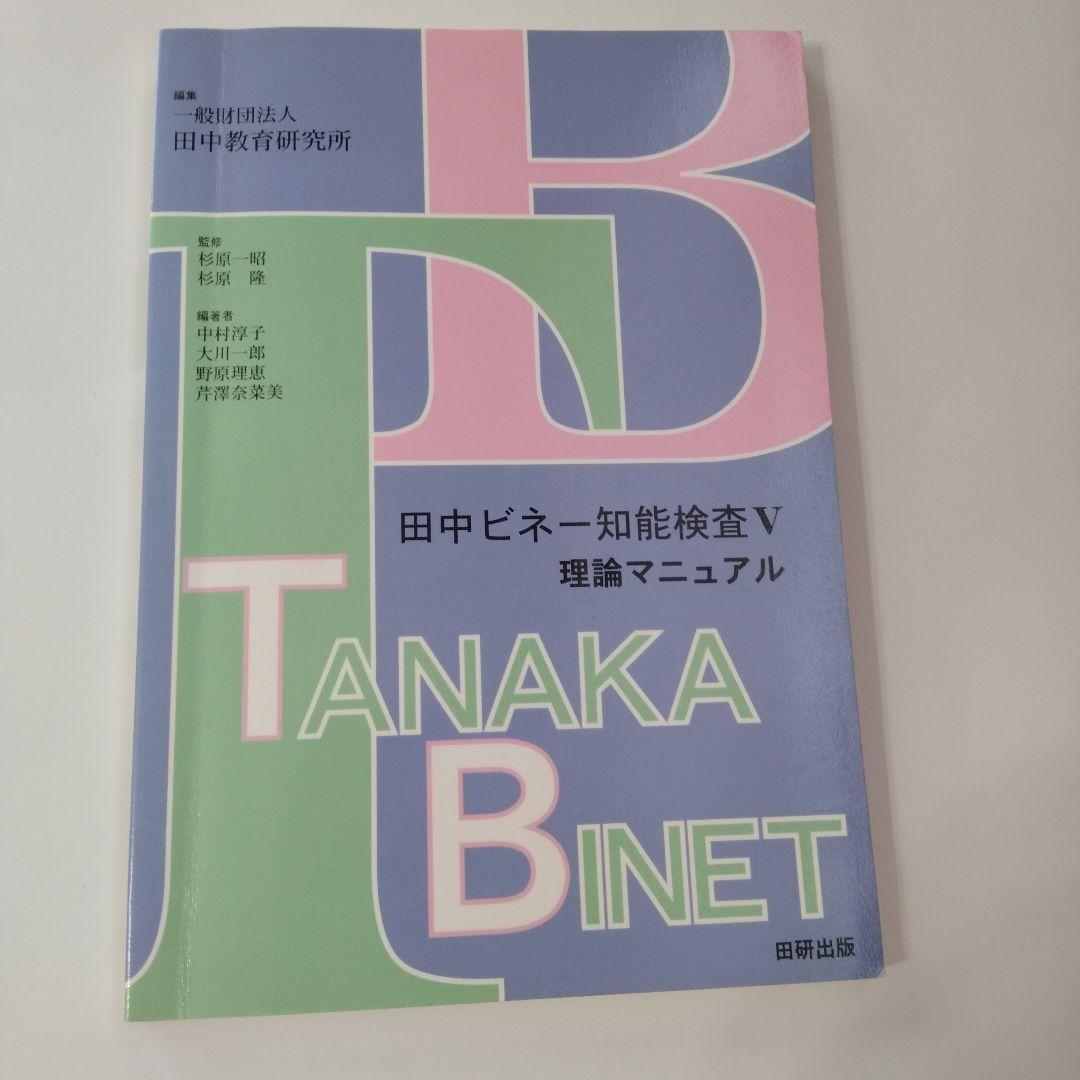 編集
一般財団法人
田中教育研究所
監修
杉原一昭
杉原 隆
編著者
中村淳子
大川一郎
野原理恵
芹澤奈菜美
TB
田中ビネー知能検査V
理論マニュアル
TANAKA
BINET
田研出版